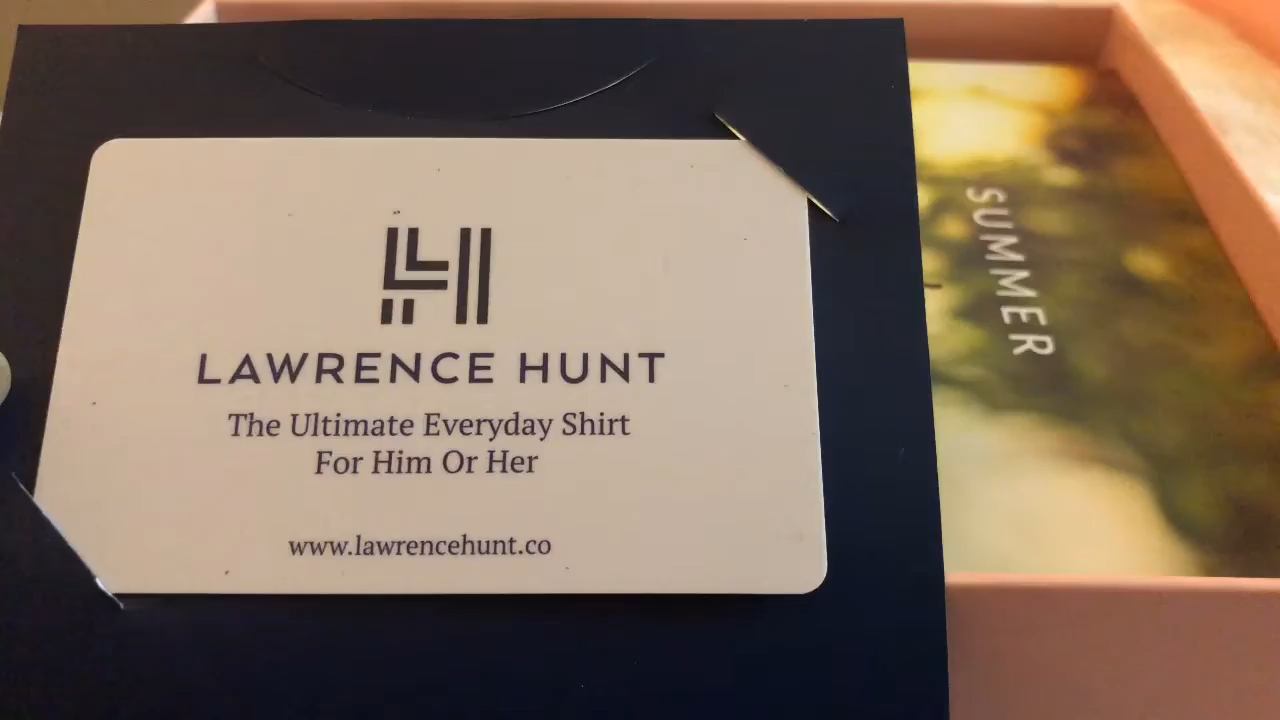 LAWRENCE HUNT
The Ultimate Everyday Shirt
For Him Or Her
www.lawrencehunt.co
SUMMER